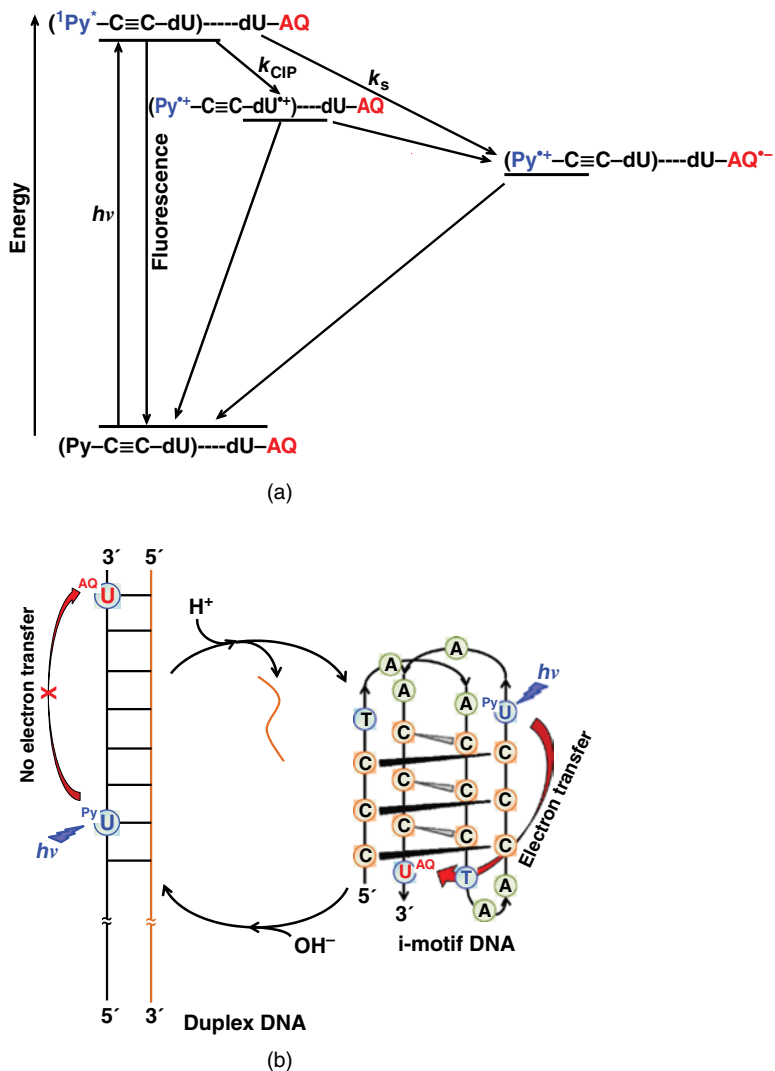 (¹Py*–C≡C–dU)-----dU–AQ
k_CIP
k_s
(Py•+–C≡C–dU•+)----dU–AQ
(Py•+–C≡C–dU)----dU–AQ•–
Energy
hν
Fluorescence
(Py–C≡C–dU)----dU–AQ
(a)
3′ 5′
AQ U
No electron transfer
X
Py U
hν
5′ 3′
Duplex DNA
H⁺
OH⁻
A A
A A
T Py U hν
C C
C C C
C C
C C C
C C
C
U AQ T
A A
5′ 3′
Electron transfer
i-motif DNA
(b)